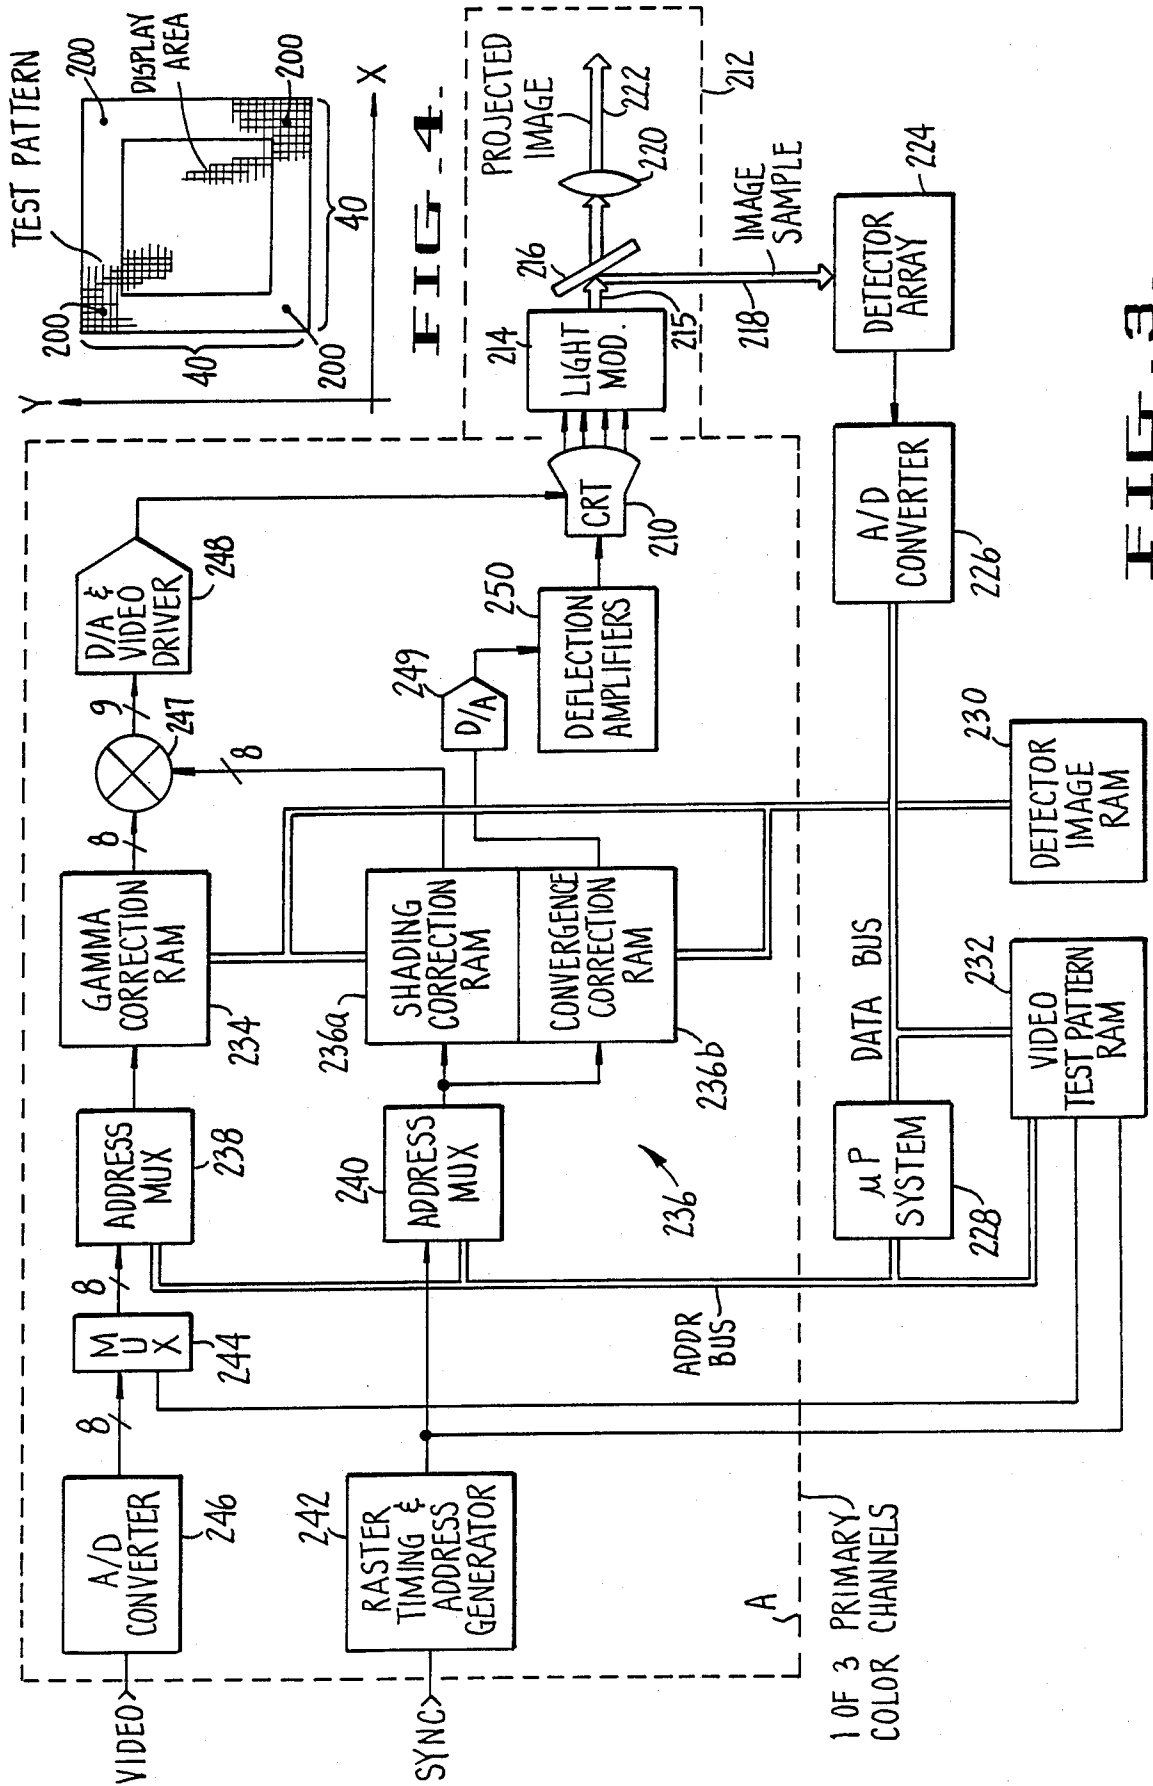 VIDEO
A/D
CONVERTER
246
8
MUX
244
8
ADDRESS
MUX
238
GAMMA
CORRECTION
RAM
234
8
247
9
D/A &
VIDEO
DRIVER
248
SYNC
RASTER
TIMING &
ADDRESS
GENERATOR
242
ADDRESS
MUX
240
SHADING
CORRECTION
RAM
236a
CONVERGENCE
CORRECTION
RAM
236b
236
8
D/A
249
DEFLECTION
AMPLIFIERS
250
CRT
210
LIGHT
MOD.
214
215
216
218
IMAGE
SAMPLE
220
222
PROJECTED
IMAGE
212
DETECTOR
ARRAY
224
A/D
CONVERTER
226
DATA BUS
ADDR
BUS
μP
SYSTEM
228
VIDEO
TEST PATTERN
RAM
232
DETECTOR
IMAGE
RAM
230
A
1 OF 3 PRIMARY
COLOR CHANNELS
FIG. 3.
TEST PATTERN
200
200
DISPLAY
AREA
200
200
40
40
Y
X
FIG. 4.